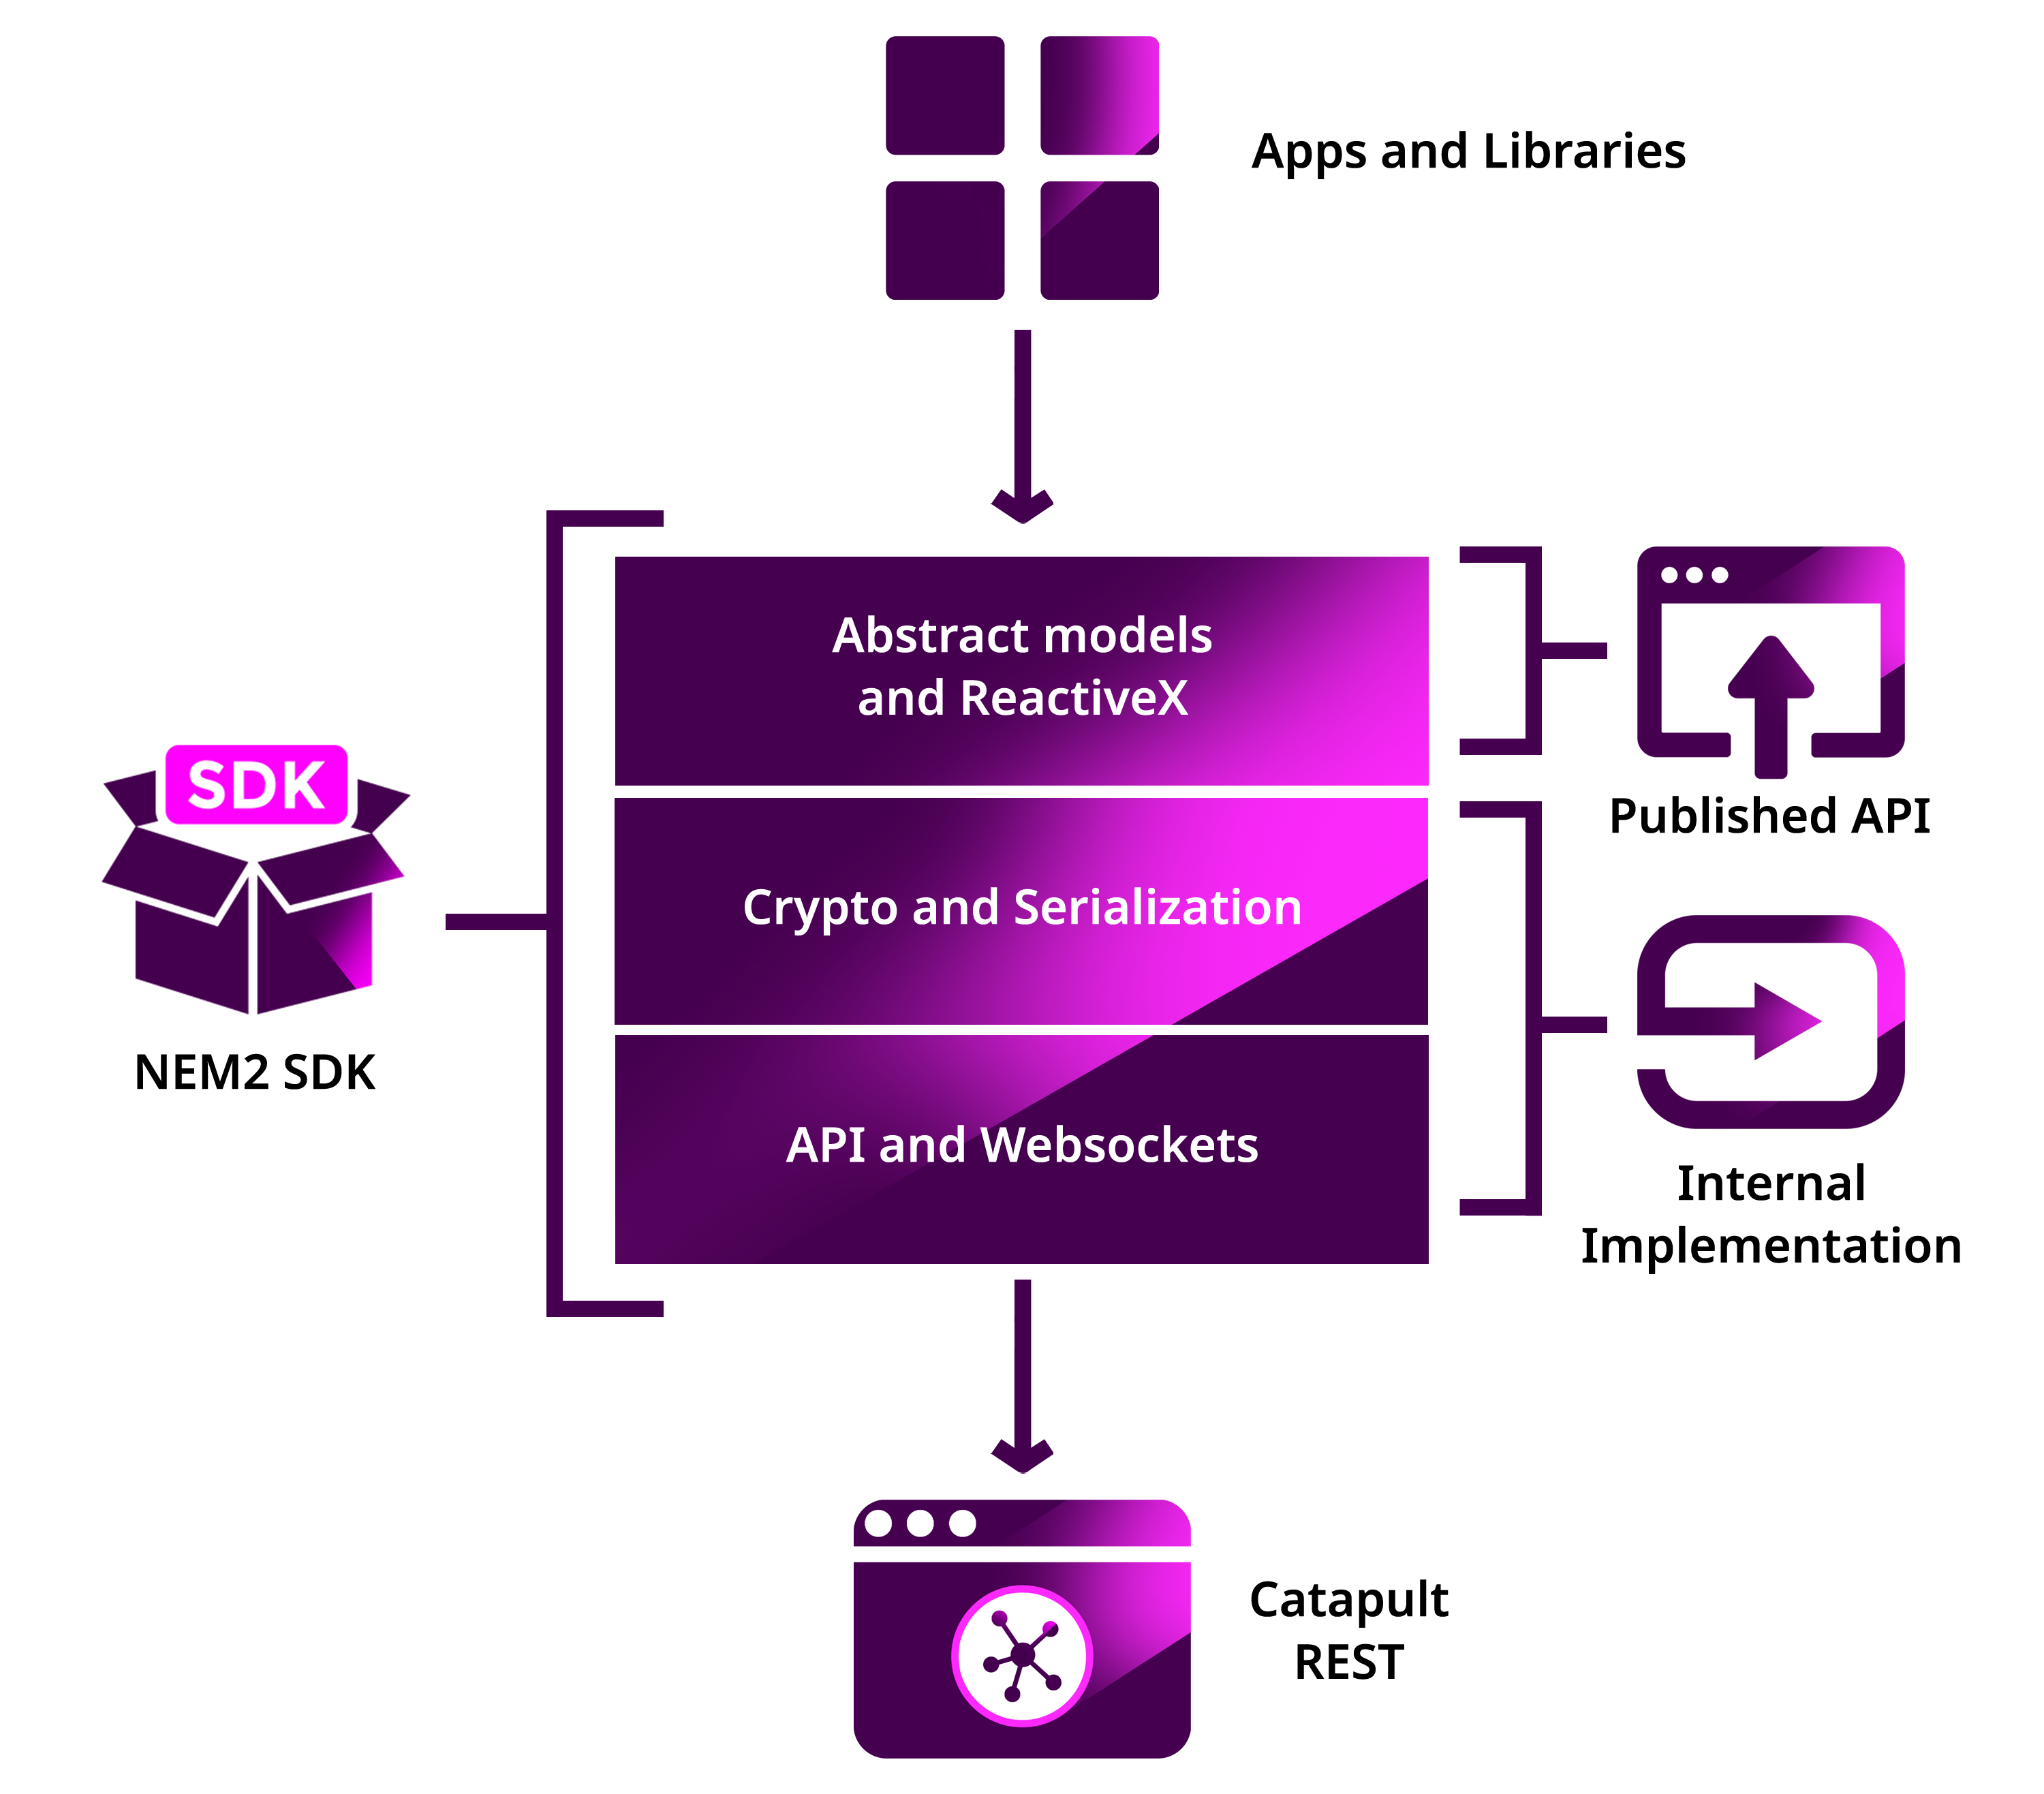 Apps and Libraries
Abstract models
and ReactiveX
Published API
SDK
Crypto and Serialization
NEM2 SDK
API and Websockets
Internal
Implementation
Catapult
REST